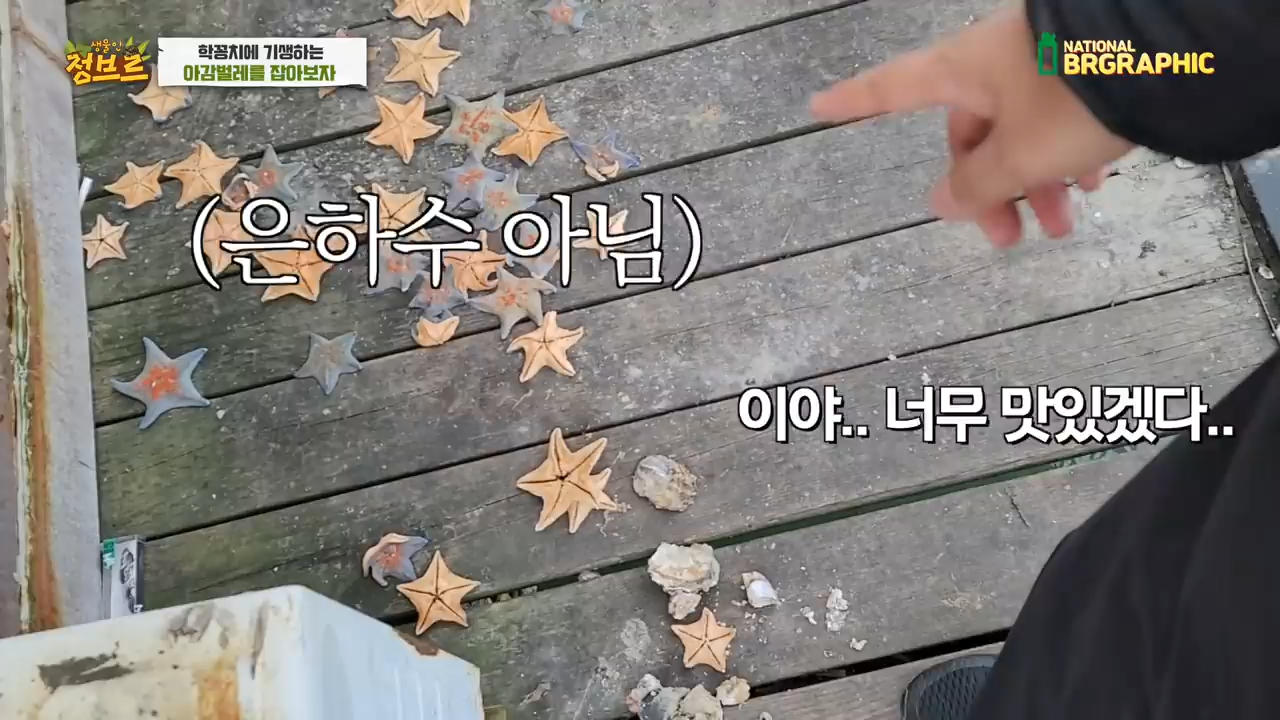 생물인
정브르
학꽁치에 기생하는
아감벌레를 잡아보자
NATIONAL
BRGRAPHIC
(은하수 아님)
이야.. 너무 맛있겠다..